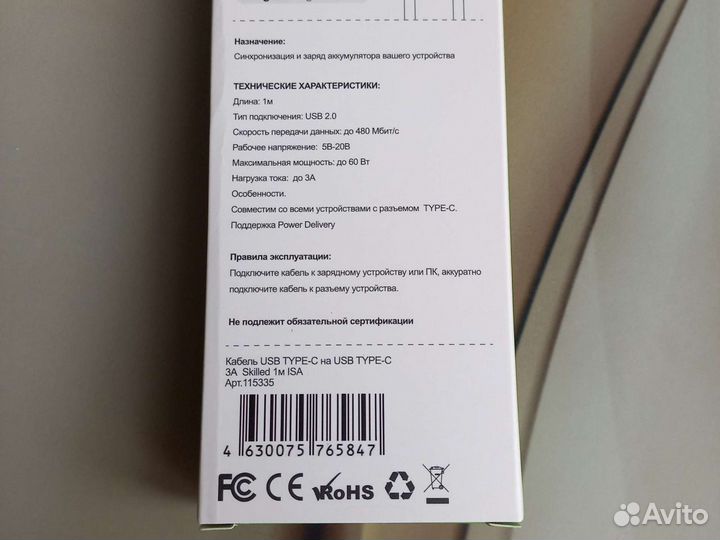 Назначение:
Синхронизация и заряд аккумулятора вашего устройства
ТЕХНИЧЕСКИЕ ХАРАКТЕРИСТИКИ:
Длина: 1м
Тип подключения: USB 2.0
Скорость передачи данных: до 480 Мбит/с
Рабочее напряжение: 5В-20В
Максимальная мощность: до 60 Вт
Нагрузка тока: до 3А
Особенности.
Совместим со всеми устройствами с разъемом TYPE-C.
Поддержка Power Delivery
Правила эксплуатации:
Подключите кабель к зарядному устройству или ПК, аккуратно
подключите кабель к разъему устройства.
Не подлежит обязательной сертификации
Кабель USB TYPE-C на USB TYPE-C
3A Skilled 1м ISA
Арт.115335
4 630075 765847
FC CE RoHS
Avito